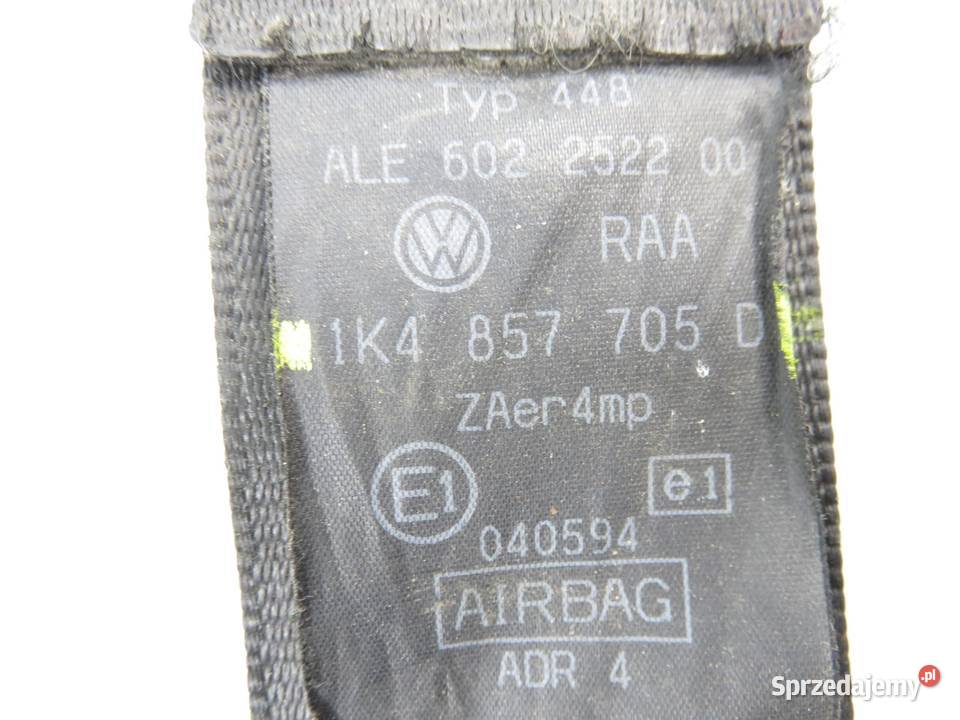 Typ 448
ALE 602 2522 00
VW RAA
1K4 857 705 D
ZAer4mp
E1 e1
040594
AIRBAG
ADR 4
Sprzedajemy.pl